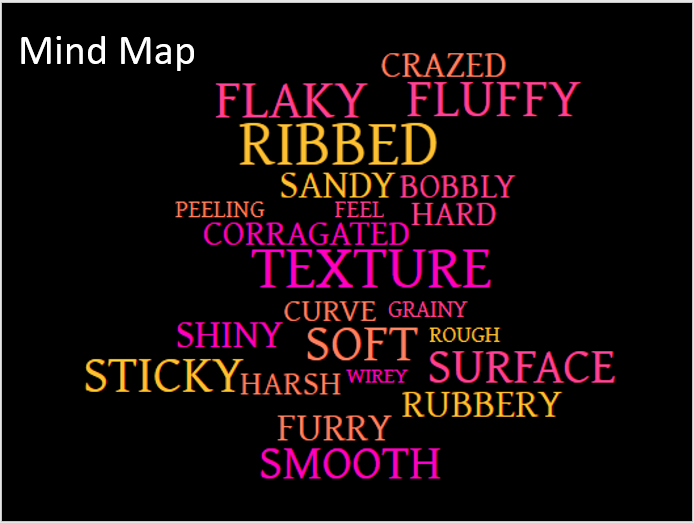 Mind Map
CRAZED
FLAKY FLUFFY
RIBBED
SANDY BOBBLY
PEELING FEEL HARD
CORRAGATED
TEXTURE
CURVE GRAINY
SHINY SOFT ROUGH
STICKY HARSH WIREY SURFACE
RUBBERY
FURRY
SMOOTH